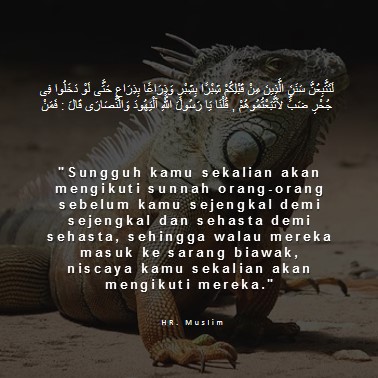 لَتَتَّبِعُنَّ سَنَنَ الَّذِينَ مِنْ قَبْلِكُمْ شِبْرًا بِشِبْرٍ وَذِرَاعًا بِذِرَاعٍ حَتَّى لَوْ دَخَلُوا فِى
جُحْرِ ضَبٍّ لاَتَّبَعْتُمُوهُمْ , قُلْنَا يَا رَسُولَ اللَّهِ آلْيَهُودَ وَالنَّصَارَى قَالَ : فَمَنْ
"Sungguh kamu sekalian akan
mengikuti sunnah orang-orang
sebelum kamu sejengkal demi
sejengkal dan sehasta demi
sehasta, sehingga walau mereka
masuk ke sarang biawak,
niscaya kamu sekalian akan
mengikuti mereka."
HR. Muslim